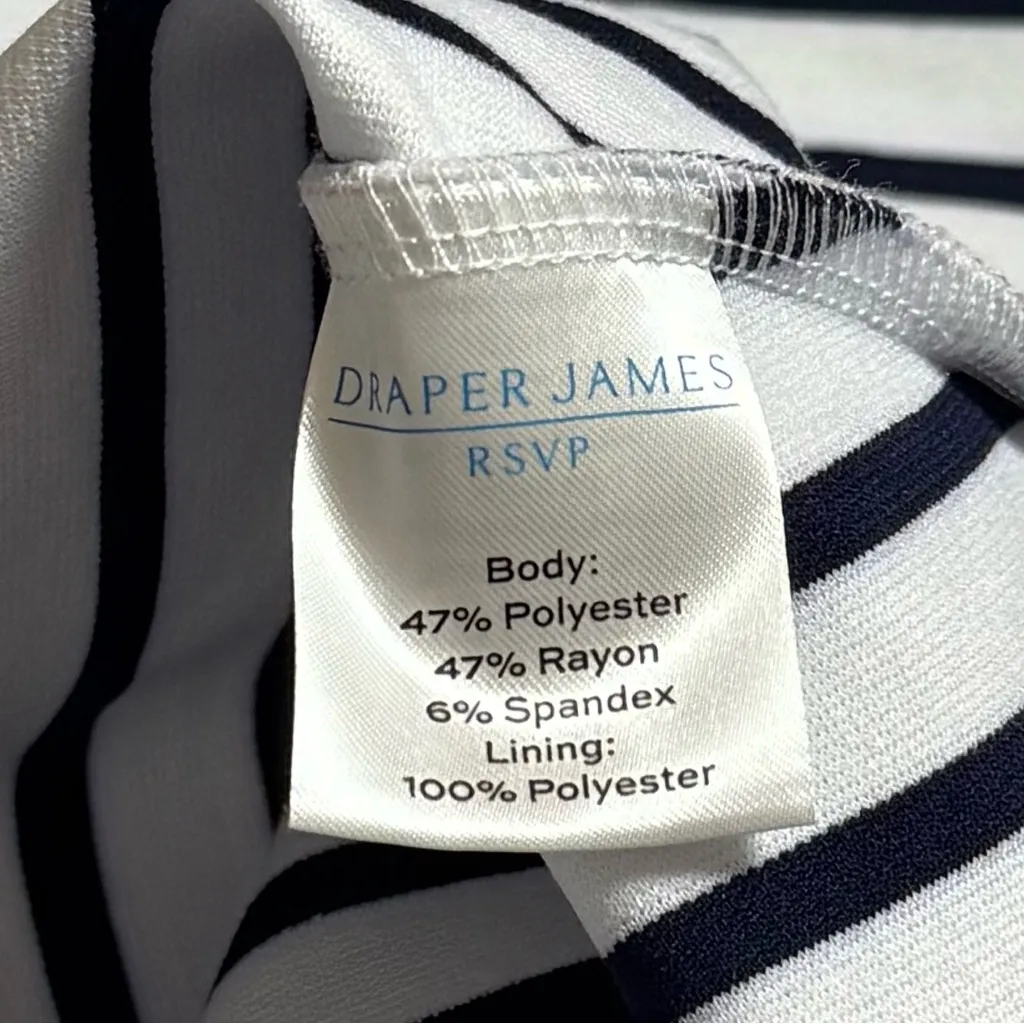 DRAPER JAMES
RSVP
Body:
47% Polyester
47% Rayon
6% Spandex
Lining:
100% Polyester